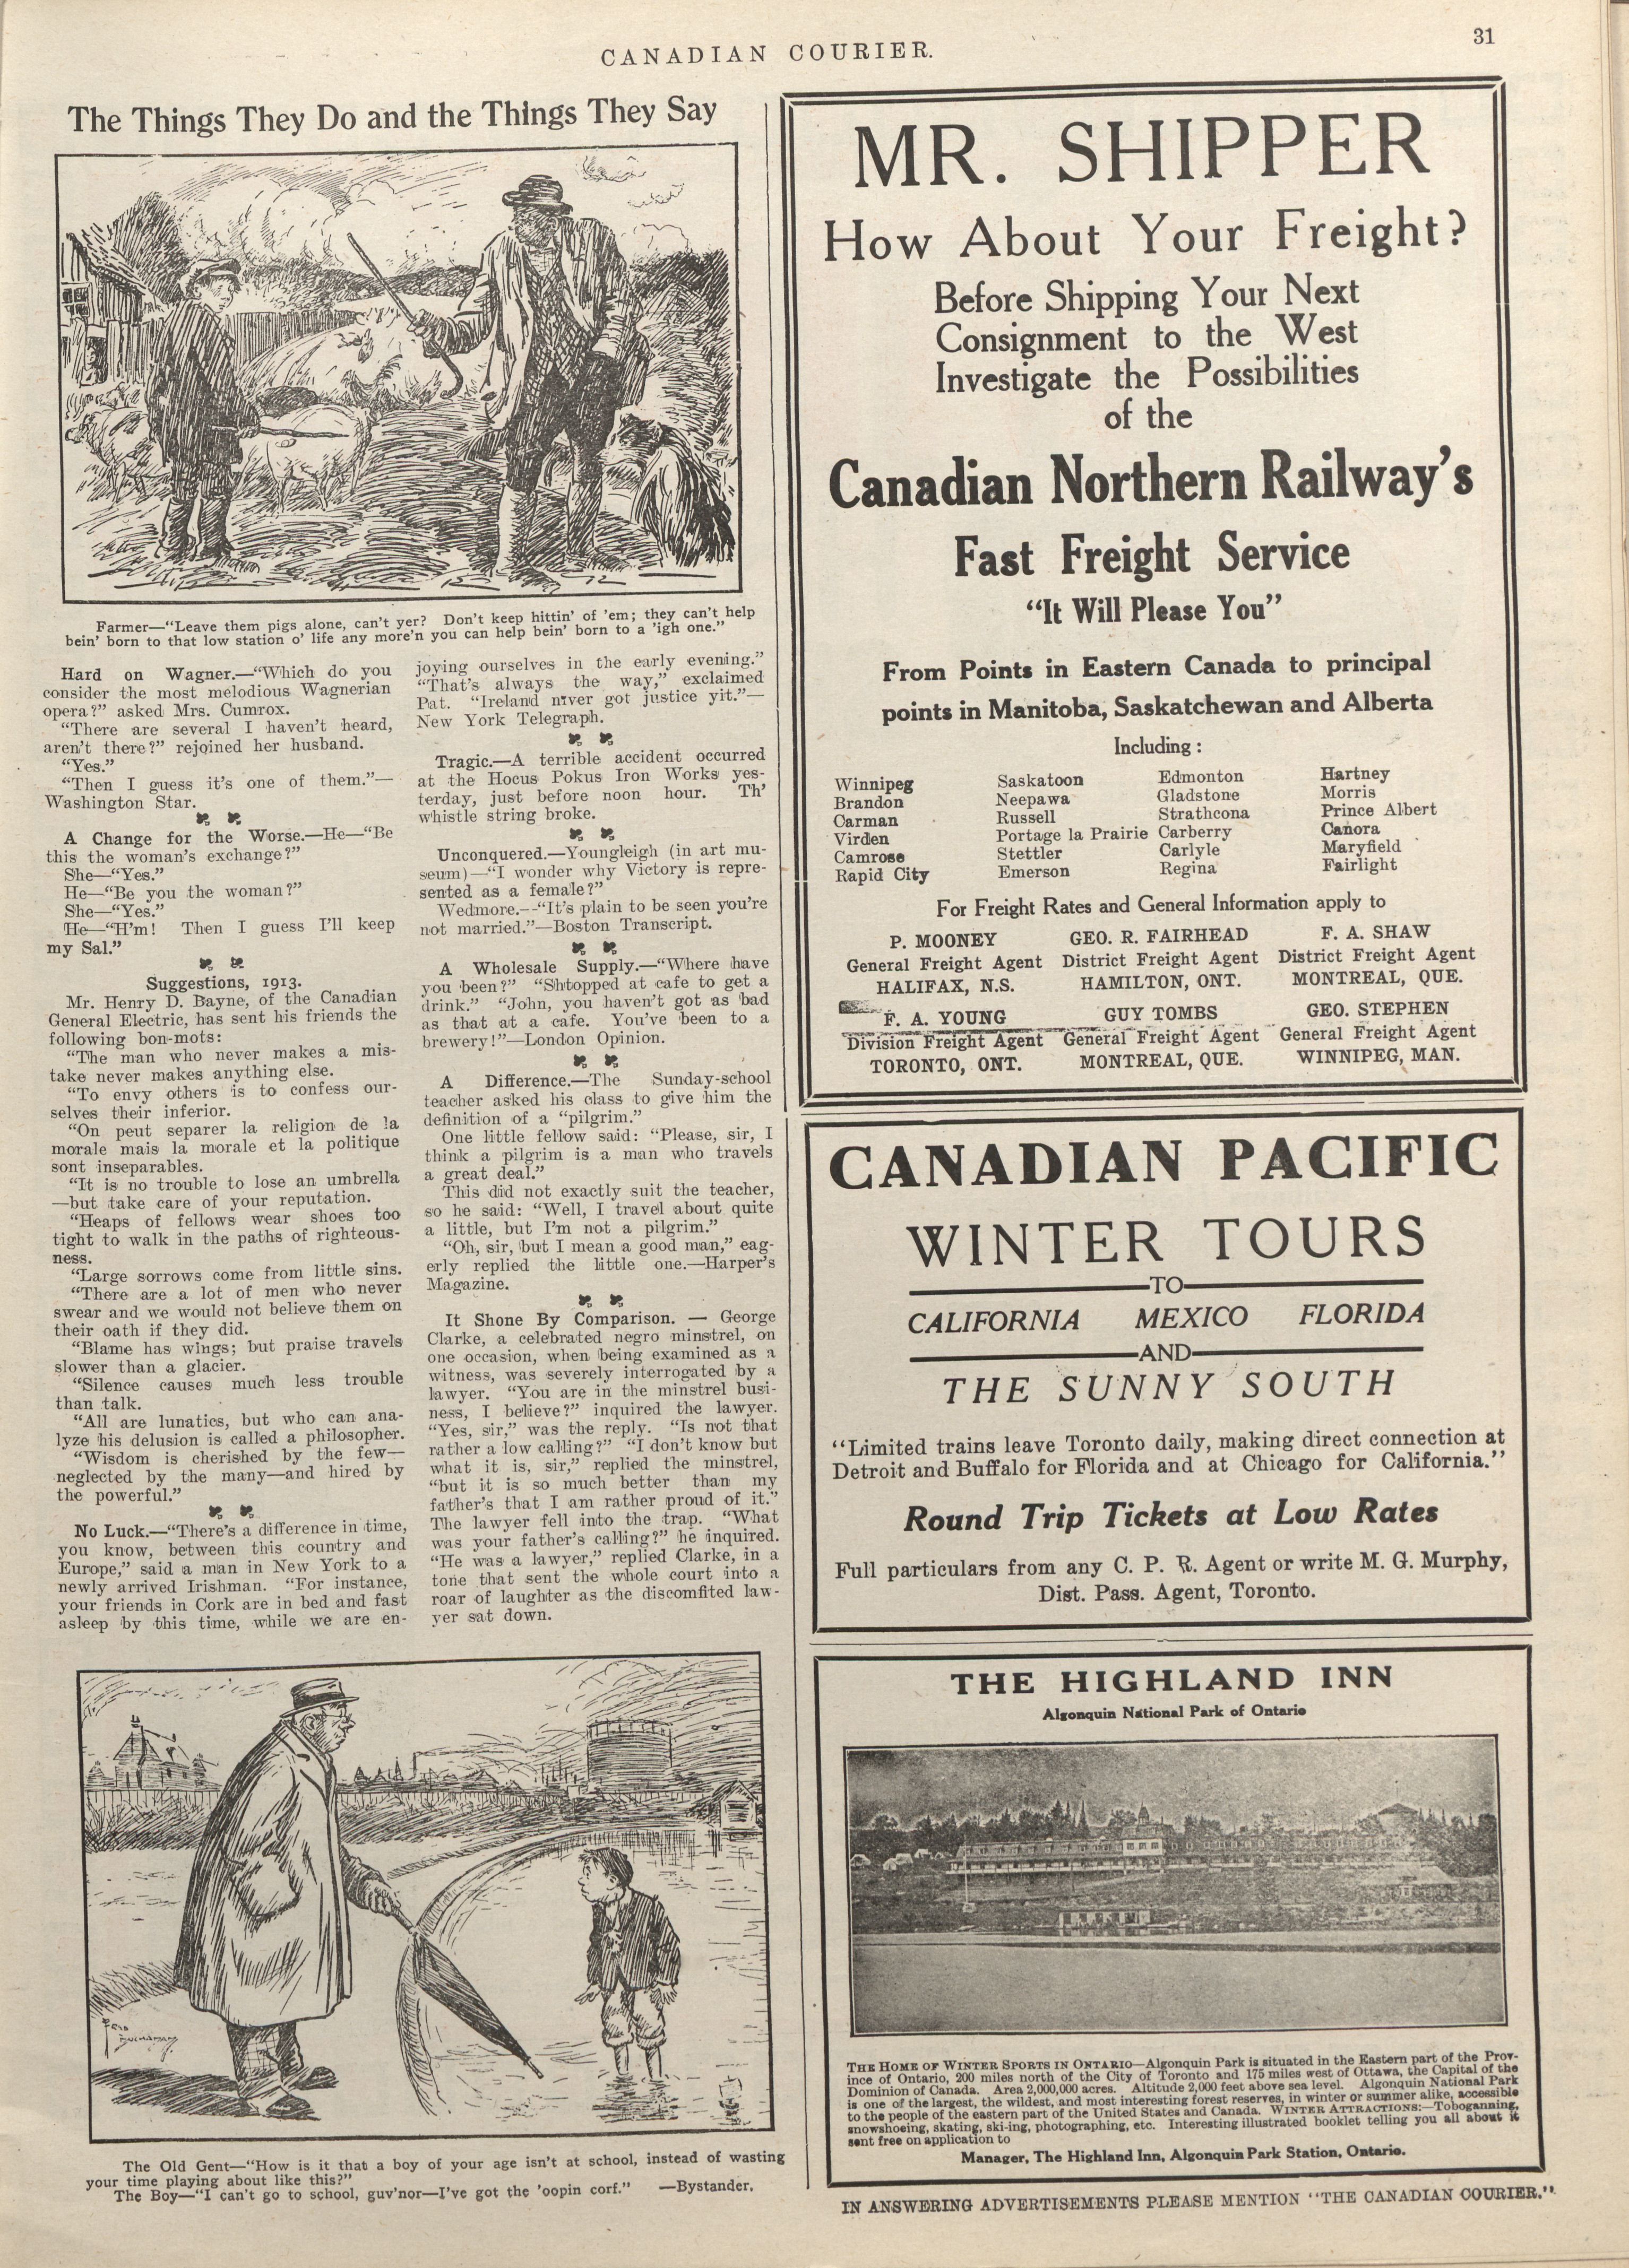 CANADIAN COURIER.
31
The Things They Do and the Things They Say
Farmer—"Leave them pigs alone, can't yer? Don't keep hittin' of 'em; they can't help
bein' born to that low station o' life any more'n you can help bein' born to a 'igh one."
Hard on Wagner.—"Which do you
consider the most melodious Wagnerian
opera?" asked Mrs. Cumrox.
"There are several I haven't heard,
aren't there?" rejoined her husband.
"Yes."
"Then I guess it's one of them."—
Washington Star.
A Change for the Worse.—He—"Be
this the woman's exchange?"
She—"Yes."
He—"Be you the woman?"
She—"Yes."
He—"H'm! Then I guess I'll keep
my Sal."
Suggestions, 1913.
Mr. Henry D. Bayne, of the Canadian
General Electric, has sent his friends the
following bon-mots:
"The man who never makes a mis-
take never makes anything else.
"To envy others is to confess our-
selves their inferior.
"On peut separer la religion de la
morale mais la morale et la politique
sont inseparables.
"It is no trouble to lose an umbrella
—but take care of your reputation.
"Heaps of fellows wear shoes too
tight to walk in the paths of righteous-
ness.
"Large sorrows come from little sins.
"There are a lot of men who never
swear and we would not believe them on
their oath if they did.
"Blame has wings; but praise travels
slower than a glacier.
"Silence causes much less trouble
than talk.
"All are lunatics, but who can ana-
lyze his delusion is called a philosopher.
"Wisdom is cherished by the few—
neglected by the many—and hired by
the powerful."
No Luck.—"There's a difference in time,
you know, between this country and
Europe," said a man in New York to a
newly arrived Irishman. "For instance,
your friends in Cork are in bed and fast
asleep by this time, while we are en-
joying ourselves in the early evening."
"That's always the way," exclaimed
Pat. "Ireland niver got justice yit."—
New York Telegraph.
Tragic.—A terrible accident occurred
at the Hocus Pokus Iron Works yes-
terday, just before noon hour. Th'
whistle string broke.
Unconquered.—Youngleigh (in art mu-
seum)—"I wonder why Victory is repre-
sented as a female?"
Wedmore.--"It's plain to be seen you're
not married."—Boston Transcript.
A Wholesale Supply.—"Where have
you been?" "Shtopped at cafe to get a
drink." "John, you haven't got as bad
as that at a cafe. You've been to a
brewery!"—London Opinion.
A Difference.—The Sunday-school
teacher asked his class to give him the
definition of a "pilgrim."
One little fellow said: "Please, sir, I
think a pilgrim is a man who travels
a great deal."
This did not exactly suit the teacher,
so he said: "Well, I travel about quite
a little, but I'm not a pilgrim."
"Oh, sir, but I mean a good man," eag-
erly replied the little one.—Harper's
Magazine.
It Shone By Comparison. — George
Clarke, a celebrated negro minstrel, on
one occasion, when being examined as a
witness, was severely interrogated by a
lawyer. "You are in the minstrel busi-
ness, I believe?" inquired the lawyer.
"Yes, sir," was the reply. "Is not that
rather a low calling?" "I don't know but
what it is, sir," replied the minstrel,
"but it is so much better than my
father's that I am rather proud of it."
The lawyer fell into the trap. "What
was your father's calling?" he inquired.
"He was a lawyer," replied Clarke, in a
tone that sent the whole court into a
roar of laughter as the discomfited law-
yer sat down.
The Old Gent—"How is it that a boy of your age isn't at school, instead of wasting
your time playing about like this?"
The Boy—"I can't go to school, guv'nor—I've got the 'oopin corf." —Bystander.
MR. SHIPPER
How About Your Freight?
Before Shipping Your Next
Consignment to the West
Investigate the Possibilities
of the
Canadian Northern Railway's
Fast Freight Service
"It Will Please You"
From Points in Eastern Canada to principal
points in Manitoba, Saskatchewan and Alberta
Including:
Winnipeg Saskatoon Edmonton Hartney
Brandon Neepawa Gladstone Morris
Carman Russell Strathcona Prince Albert
Virden Portage la Prairie Carberry Canora
Camrose Stettler Carlyle Maryfield
Rapid City Emerson Regina Fairlight
For Freight Rates and General Information apply to
P. MOONEY GEO. R. FAIRHEAD F. A. SHAW
General Freight Agent District Freight Agent District Freight Agent
HALIFAX, N.S. HAMILTON, ONT. MONTREAL, QUE.
F. A. YOUNG GUY TOMBS GEO. STEPHEN
Division Freight Agent General Freight Agent General Freight Agent
TORONTO, ONT. MONTREAL, QUE. WINNIPEG, MAN.
CANADIAN PACIFIC
WINTER TOURS
TO
CALIFORNIA MEXICO FLORIDA
AND
THE SUNNY SOUTH
"Limited trains leave Toronto daily, making direct connection at
Detroit and Buffalo for Florida and at Chicago for California."
Round Trip Tickets at Low Rates
Full particulars from any C. P. R. Agent or write M. G. Murphy,
Dist. Pass. Agent, Toronto.
THE HIGHLAND INN
Algonquin National Park of Ontario
THE HOME OF WINTER SPORTS IN ONTARIO—Algonquin Park is situated in the Eastern part of the Prov-
ince of Ontario, 200 miles north of the City of Toronto and 175 miles west of Ottawa, the Capital of the
Dominion of Canada. Area 2,000,000 acres. Altitude 2,000 feet above sea level. Algonquin National Park
is one of the largest, the wildest, and most interesting forest reserves, in winter or summer alike, accessible
to the people of the eastern part of the United States and Canada. WINTER ATTRACTIONS:—Toboganning,
snowshoeing, skating, ski-ing, photographing, etc. Interesting illustrated booklet telling you all about it
sent free on application to
Manager, The Highland Inn, Algonquin Park Station, Ontario.
IN ANSWERING ADVERTISEMENTS PLEASE MENTION "THE CANADIAN COURIER."